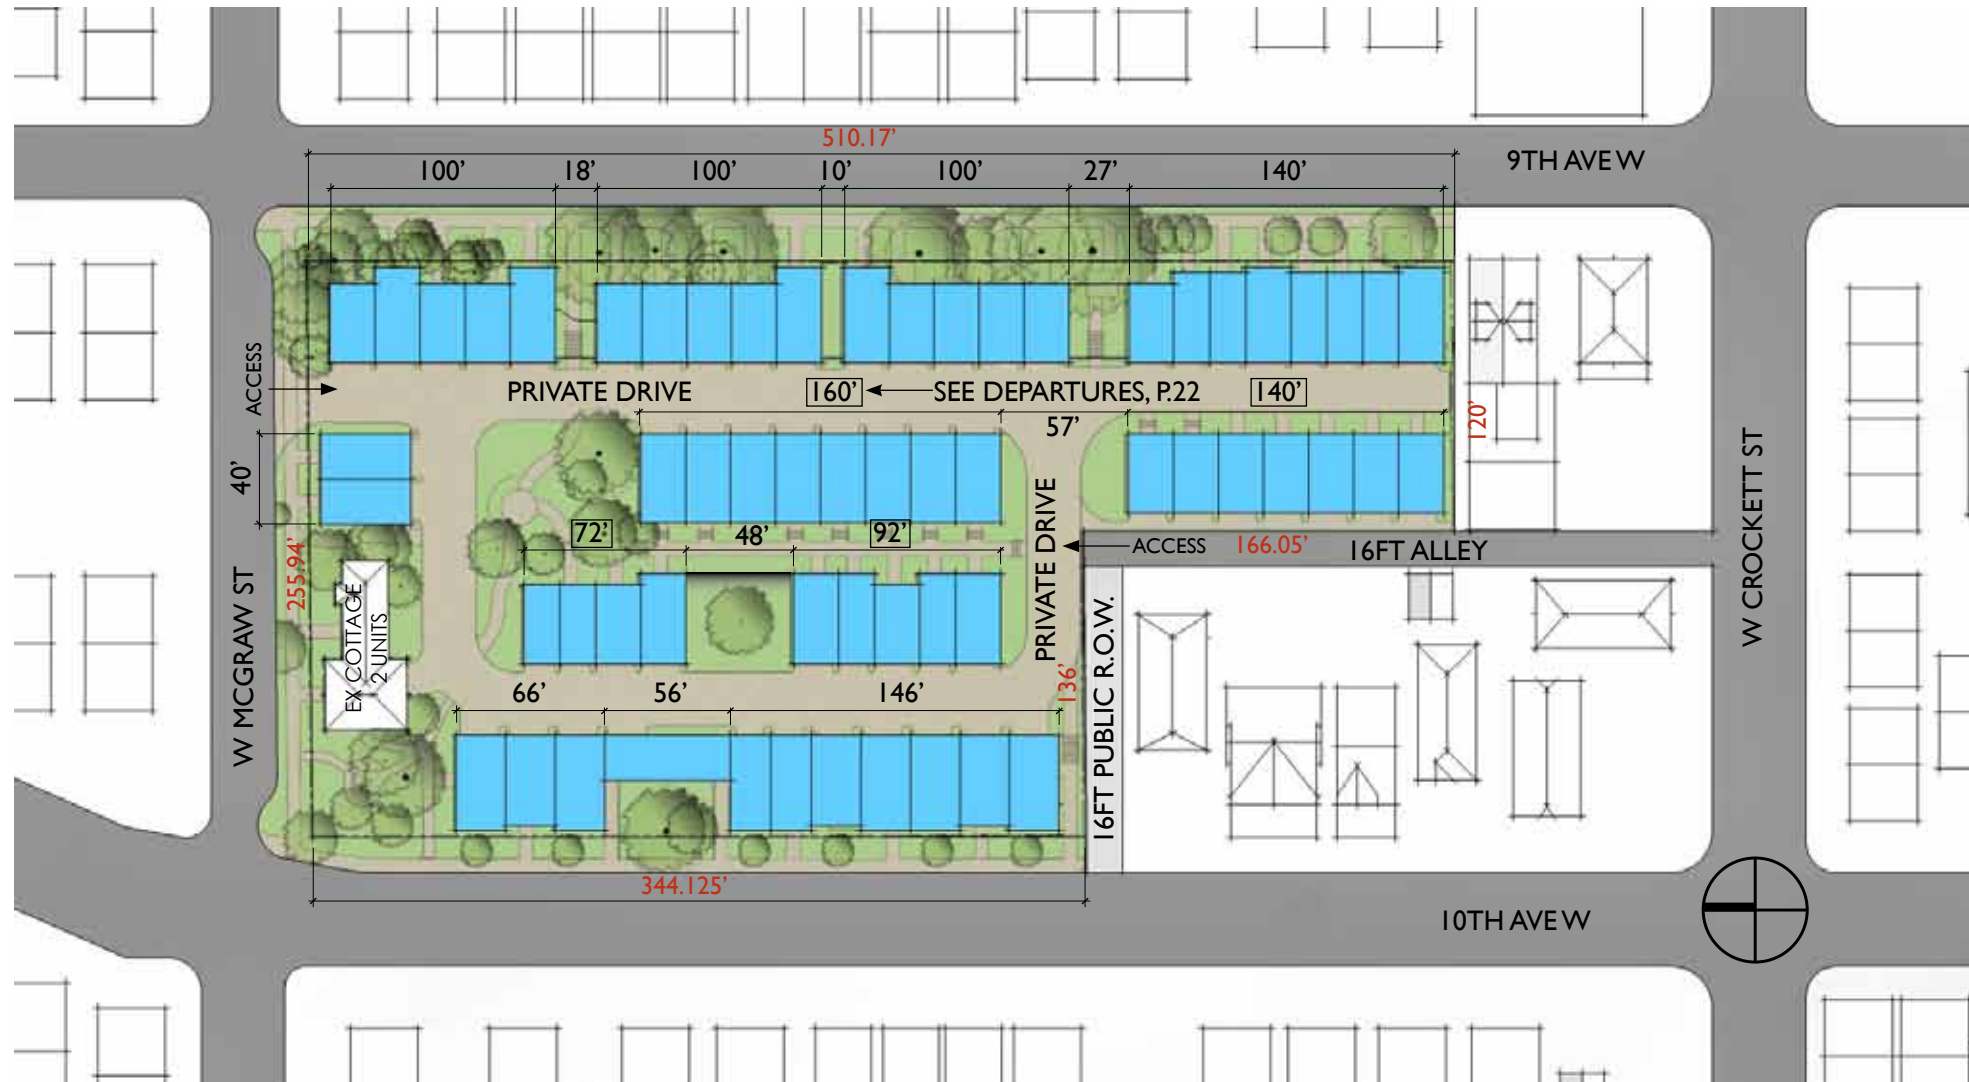 510.17’
100’ 18’ 100’ 10’ 100’ 27’ 140’
9TH AVE W
ACCESS
PRIVATE DRIVE
160’
SEE DEPARTURES, P.22
140’
57’
120’
40’
72’
48’
92’
PRIVATE DRIVE
ACCESS
166.05’
16FT ALLEY
255.94’
EX COTTAGE
2 UNITS
W MCGRAW ST
W CROCKETT ST
66’ 56’ 146’
136’
16FT PUBLIC R.O.W.
344.125’
10TH AVE W